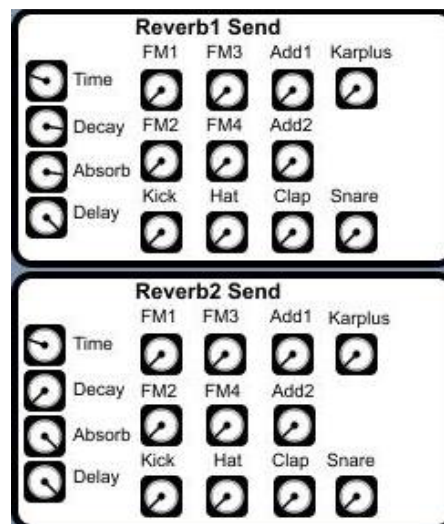 Reverb1 Send
FM1 FM3 Add1 Karplus
Time
Decay
FM2 FM4 Add2
Absorb
Kick Hat Clap Snare
Delay
Reverb2 Send
FM1 FM3 Add1 Karplus
Time
Decay
FM2 FM4 Add2
Absorb
Kick Hat Clap Snare
Delay